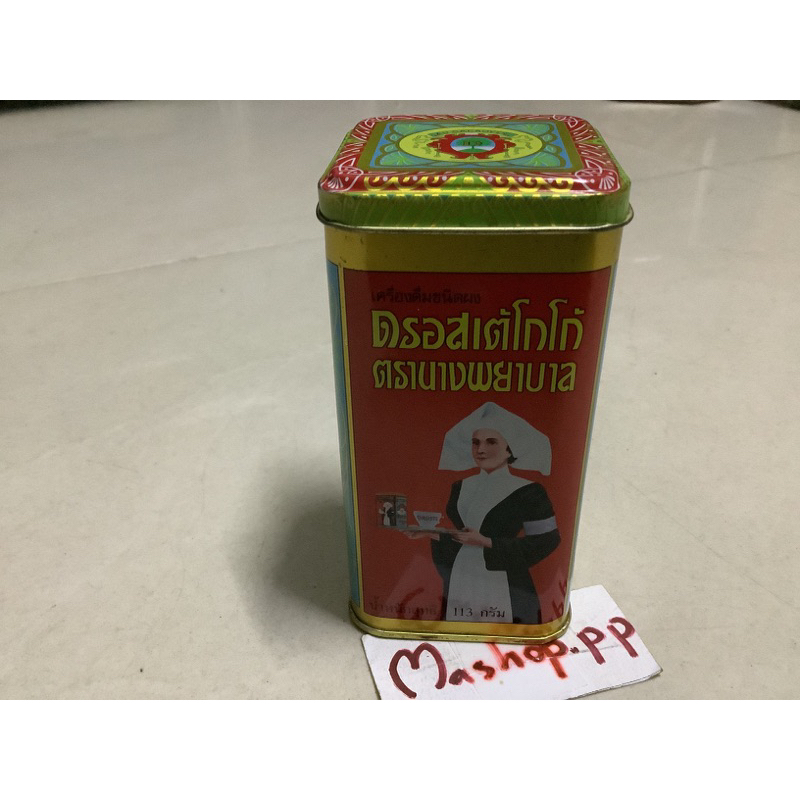 เครื่องดื่มชนิดผง
ดรอสเต้โกโก้
ตรานางพยาบาล
113 กรัม
Mashop.pp